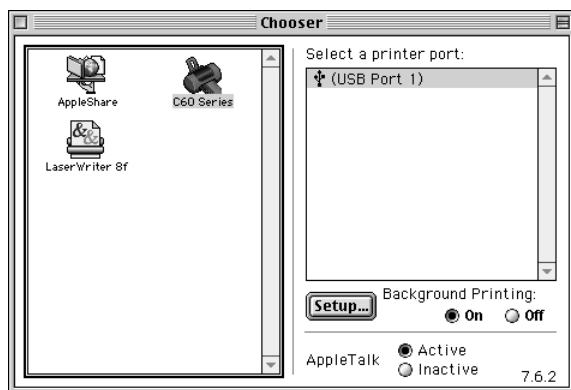 Chooser
AppleShare
C60 Series
LaserWriter 8f
Select a printer port:
(USB Port 1)
Setup...
Background Printing:
On Off
AppleTalk
Active
Inactive
7.6.2